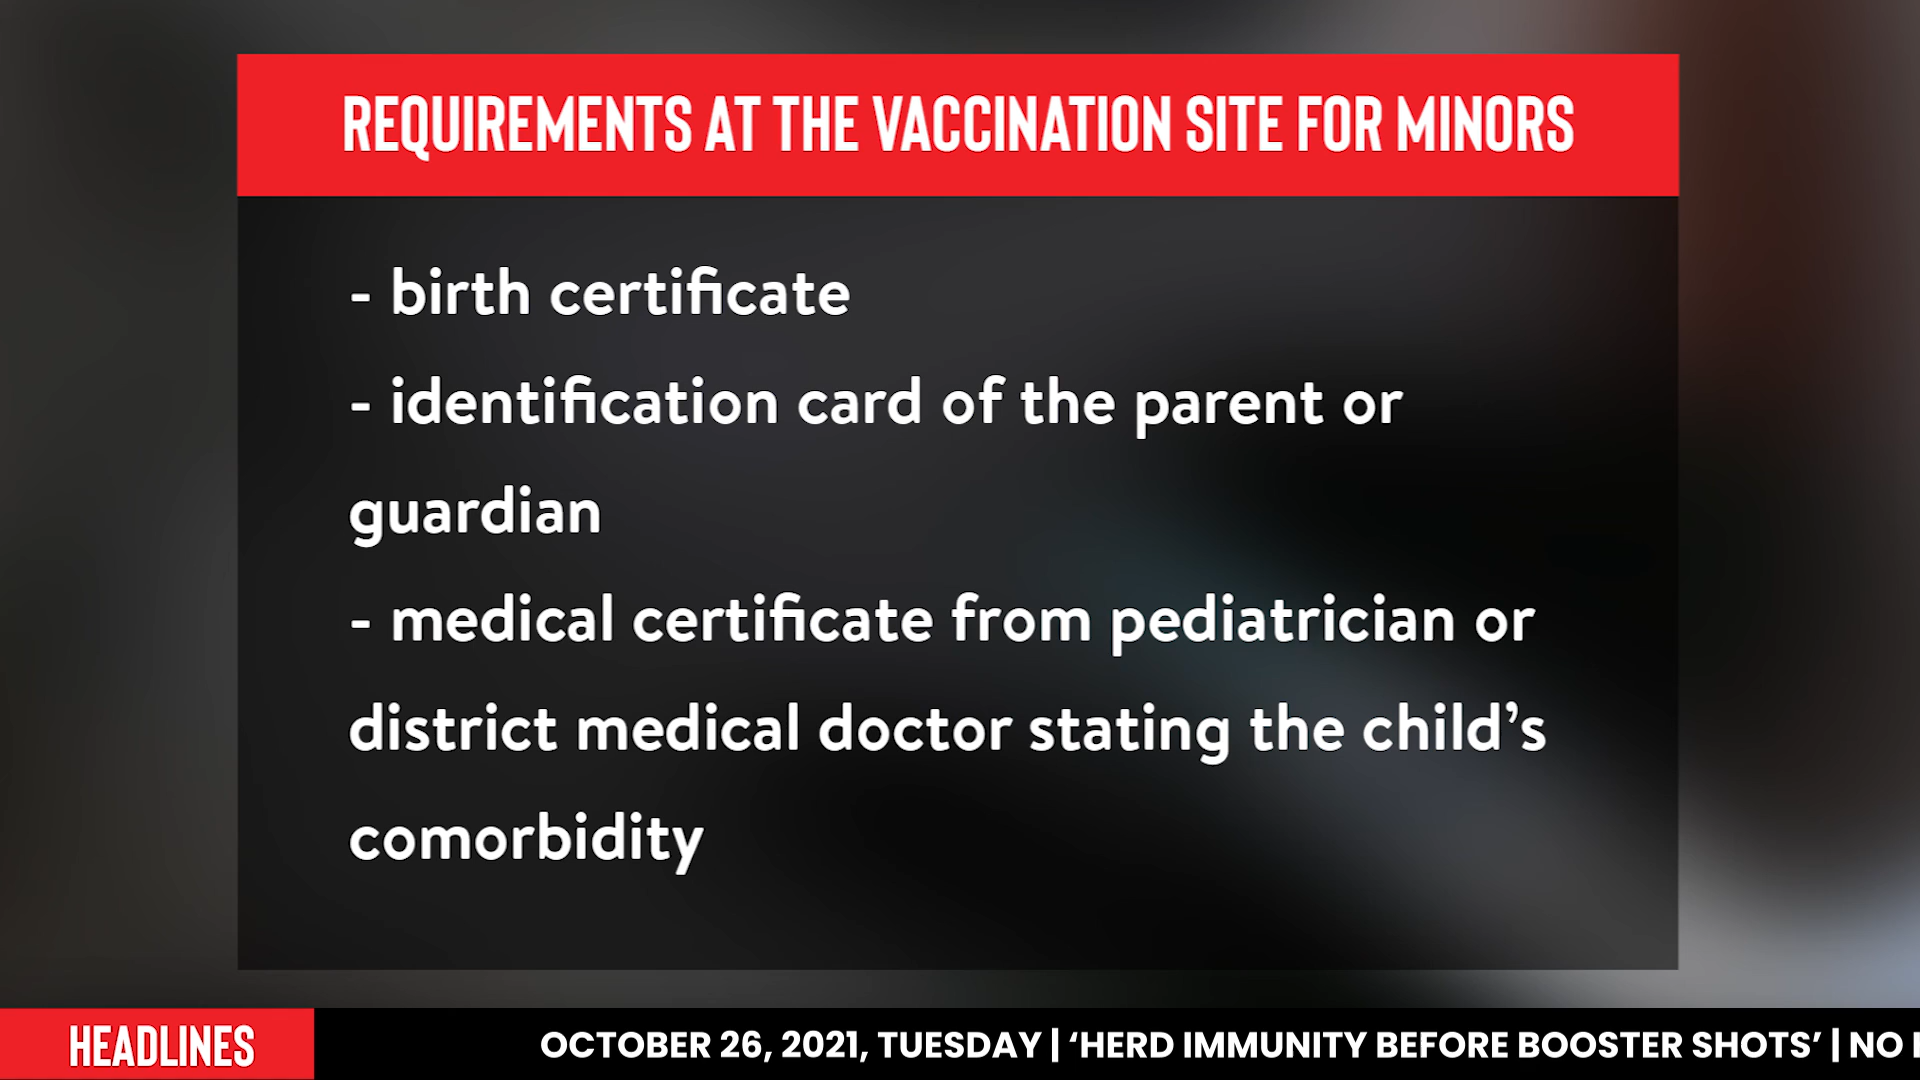 REQUIREMENTS AT THE VACCINATION SITE FOR MINORS
- birth certificate
- identification card of the parent or
guardian
- medical certificate from pediatrician or
district medical doctor stating the child’s
comorbidity
HEADLINES
OCTOBER 26, 2021, TUESDAY | ‘HERD IMMUNITY BEFORE BOOSTER SHOTS’ | NO